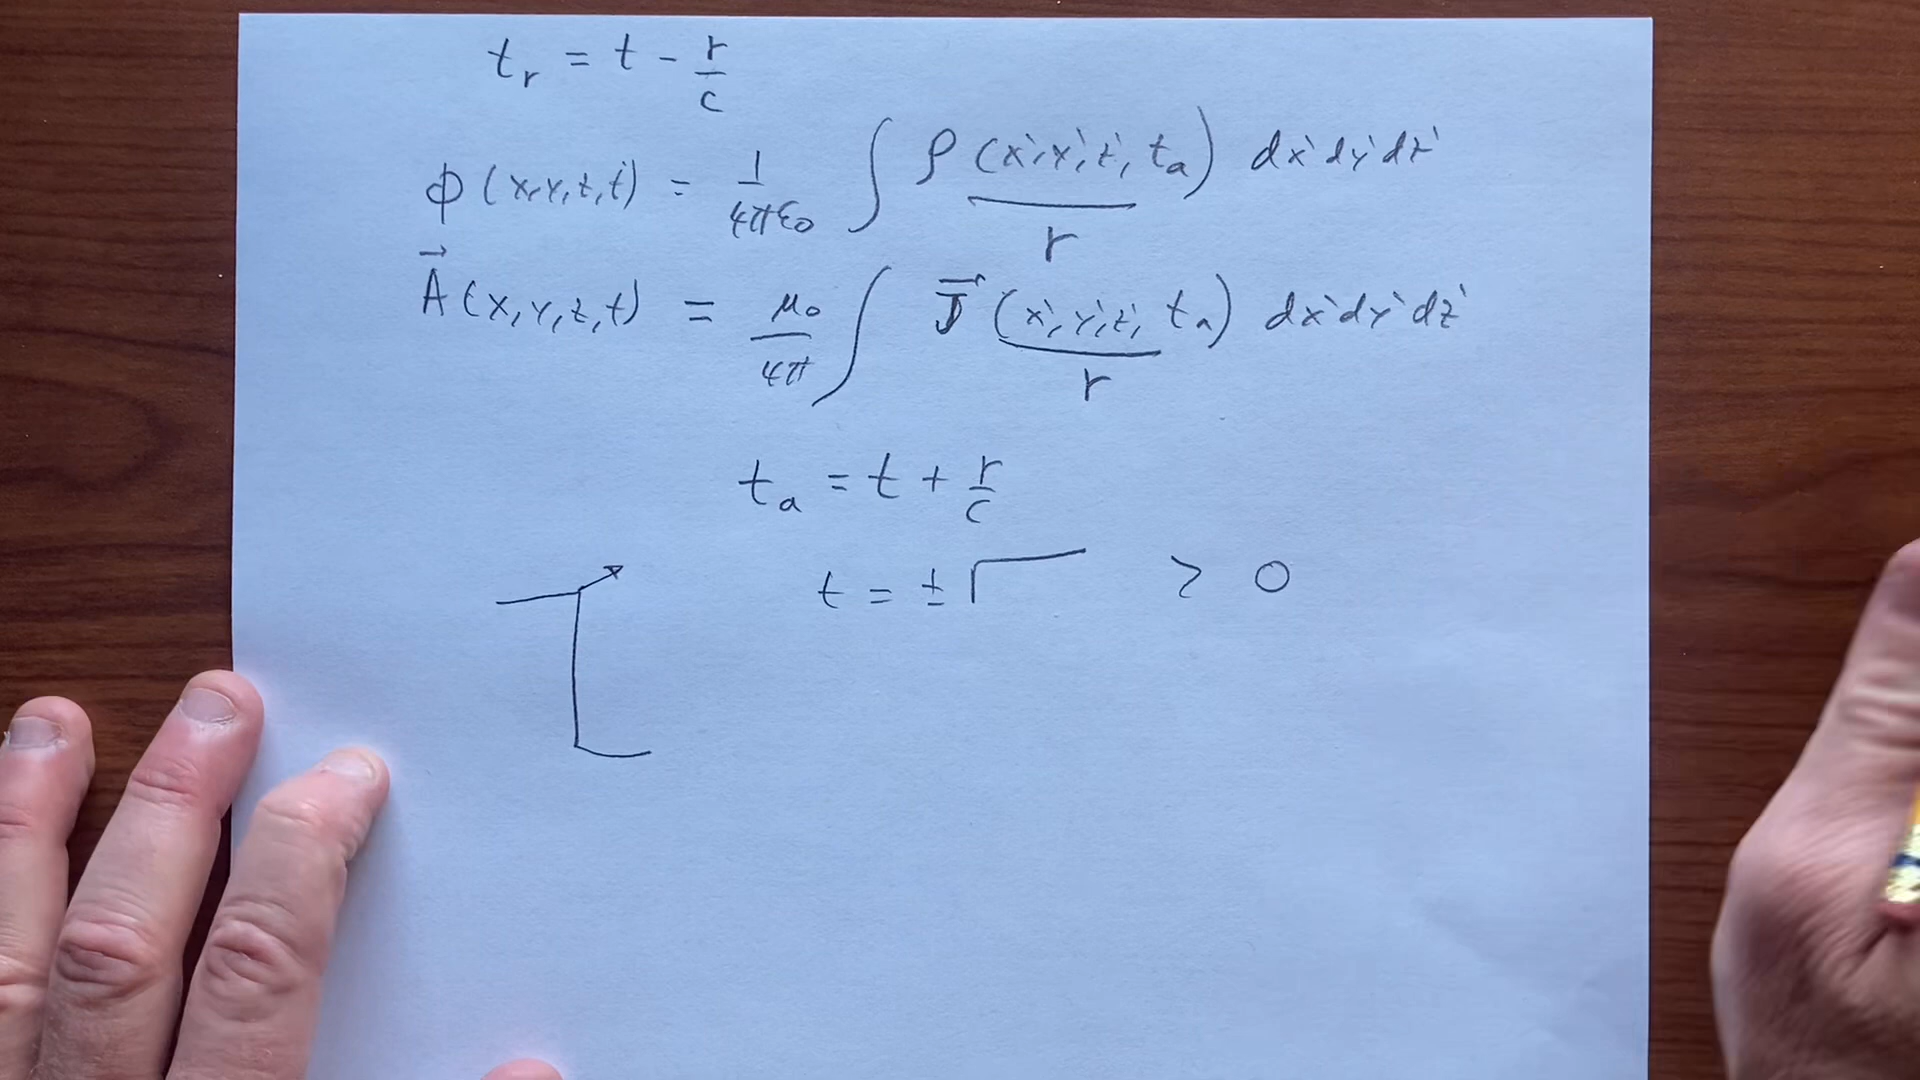 t_r = t - r/c
φ(x,y,z,t) = 1/4πε₀ ∫ ρ(x',y',z',t_a)/r dx'dy'dz'
A⃗(x,y,z,t) = μ₀/4π ∫ J⃗(x',y',z',t_a)/r dx'dy'dz'
t_a = t + r/c
t = ±√ > 0